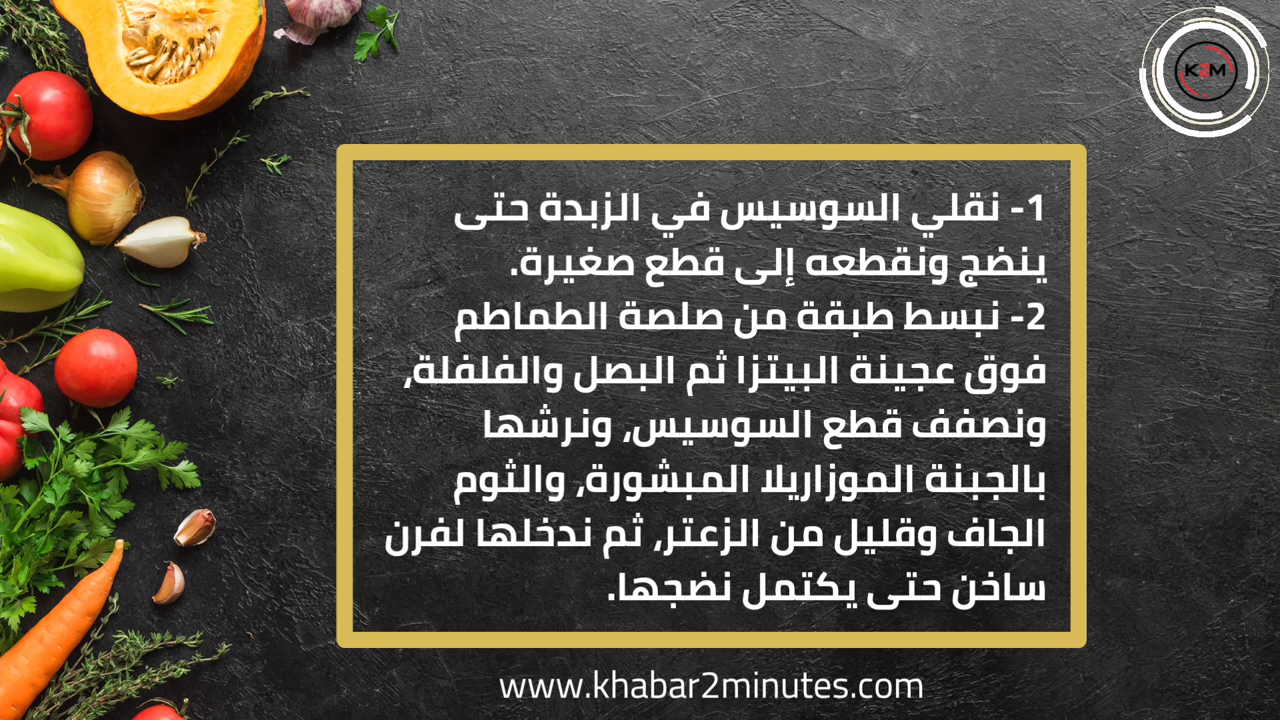 K2M
1- نقلي السوسيس في الزبدة حتى
ينضج ونقطعه إلى قطع صغيرة.
2- نبسط طبقة من صلصة الطماطم
فوق عجينة البيتزا ثم البصل والفلفلة,
ونصفف قطع السوسيس, ونرشها
بالجبنة الموزاريلا المبشورة, والثوم
الجاف وقليل من الزعتر, ثم ندخلها لفرن
ساخن حتى يكتمل نضجها.
www.khabar2minutes.com